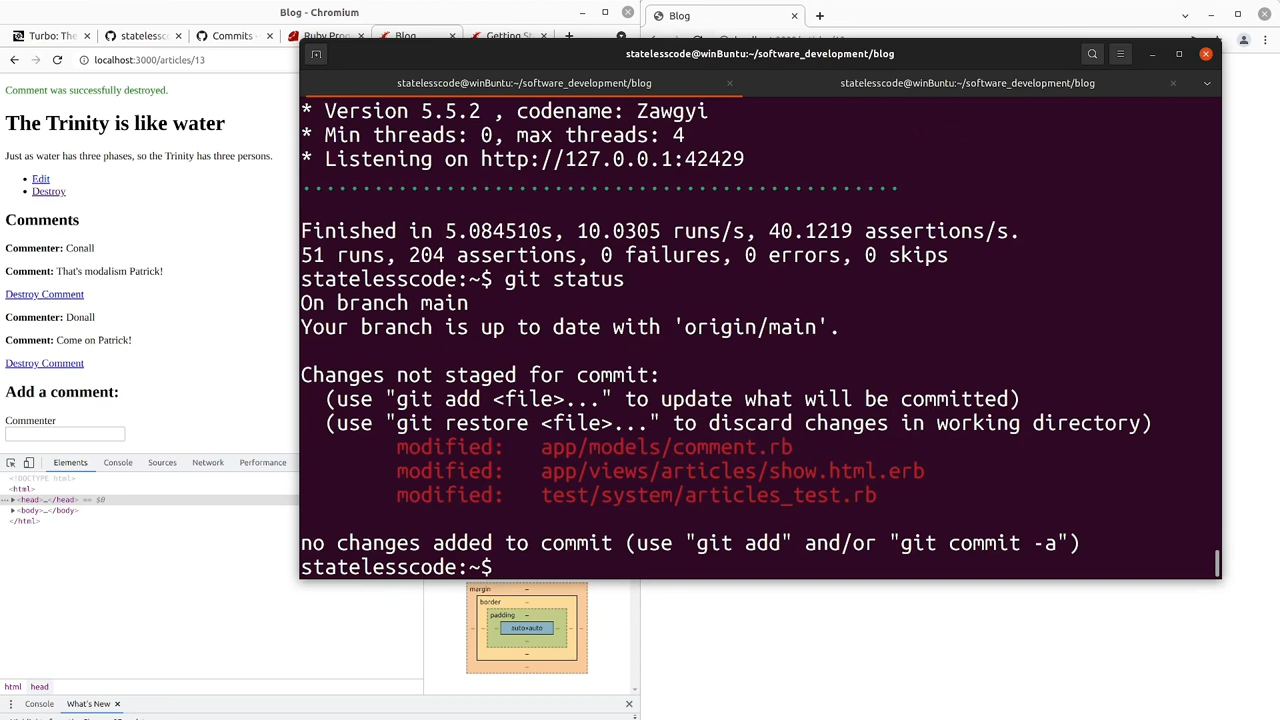 Blog - Chromium
Turbo: The
statelessc
Commits -
Ruby Pro
Blog
Getting St
localhost:3000/articles/13
Comment was successfully destroyed.
The Trinity is like water
Just as water has three phases, so the Trinity has three persons.
Edit
Destroy
Comments
Commenter: Conall
Comment: That's modalism Patrick!
Destroy Comment
Commenter: Donall
Comment: Come on Patrick!
Destroy Comment
Add a comment:
Commenter
Elements Console Sources Network Performance
<!DOCTYPE html>
<html>
<head>…</head> == $0
<body>…</body>
</html>
margin
border
padding
auto×auto
html head
Console What's New
Blog
statelesscode@winBuntu:~/software_development/blog
statelesscode@winBuntu:~/software_development/blog
statelesscode@winBuntu:~/software_development/blog
* Version 5.5.2 , codename: Zawgyi
* Min threads: 0, max threads: 4
* Listening on http://127.0.0.1:42429
...................................................
Finished in 5.084510s, 10.0305 runs/s, 40.1219 assertions/s.
51 runs, 204 assertions, 0 failures, 0 errors, 0 skips
statelesscode:~$ git status
On branch main
Your branch is up to date with 'origin/main'.
Changes not staged for commit:
(use "git add <file>..." to update what will be committed)
(use "git restore <file>..." to discard changes in working directory)
modified: app/models/comment.rb
modified: app/views/articles/show.html.erb
modified: test/system/articles_test.rb
no changes added to commit (use "git add" and/or "git commit -a")
statelesscode:~$